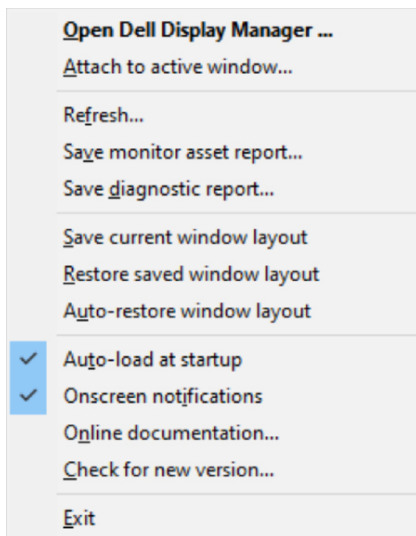 Open Dell Display Manager ...
Attach to active window...
Refresh...
Save monitor asset report...
Save diagnostic report...
Save current window layout
Restore saved window layout
Auto-restore window layout
Auto-load at startup
Onscreen notifications
Online documentation...
Check for new version...
Exit